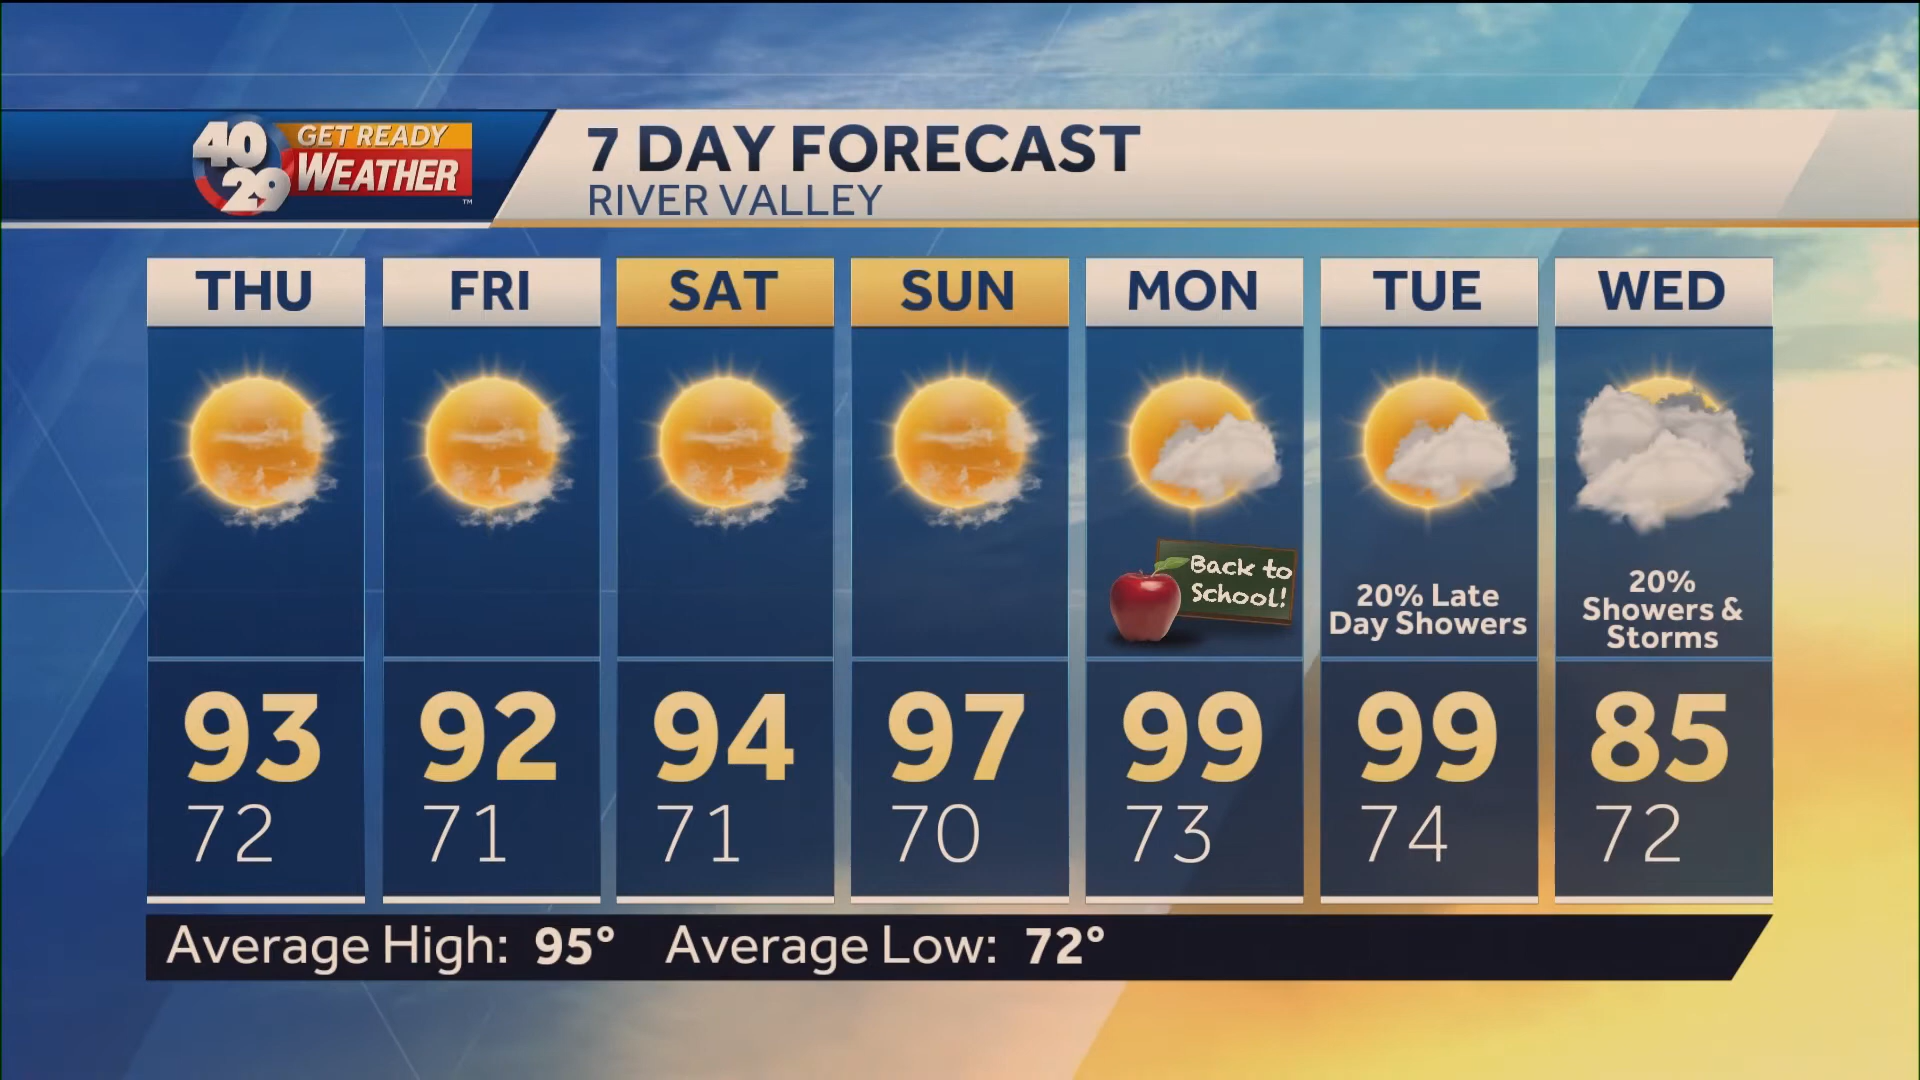 40
29
GET READY
WEATHER
™
7 DAY FORECAST
RIVER VALLEY
THU
FRI
SAT
SUN
MON
TUE
WED
Back to
School!
20% Late
Day Showers
20%
Showers &
Storms
93
92
94
97
99
99
85
72
71
71
70
73
74
72
Average High: 95° Average Low: 72°